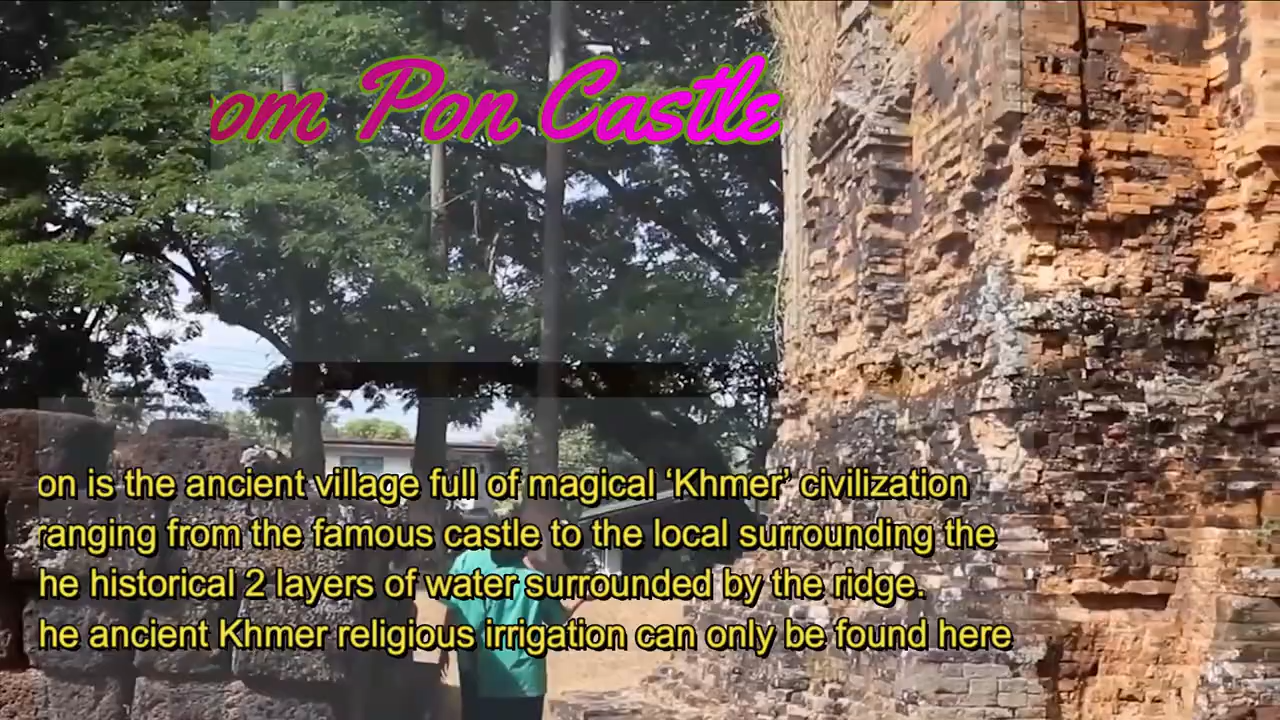 om Pon Castle
on is the ancient village full of magical ‘Khmer’ civilization
ranging from the famous castle to the local surrounding the
he historical 2 layers of water surrounded by the ridge.
he ancient Khmer religious irrigation can only be found here